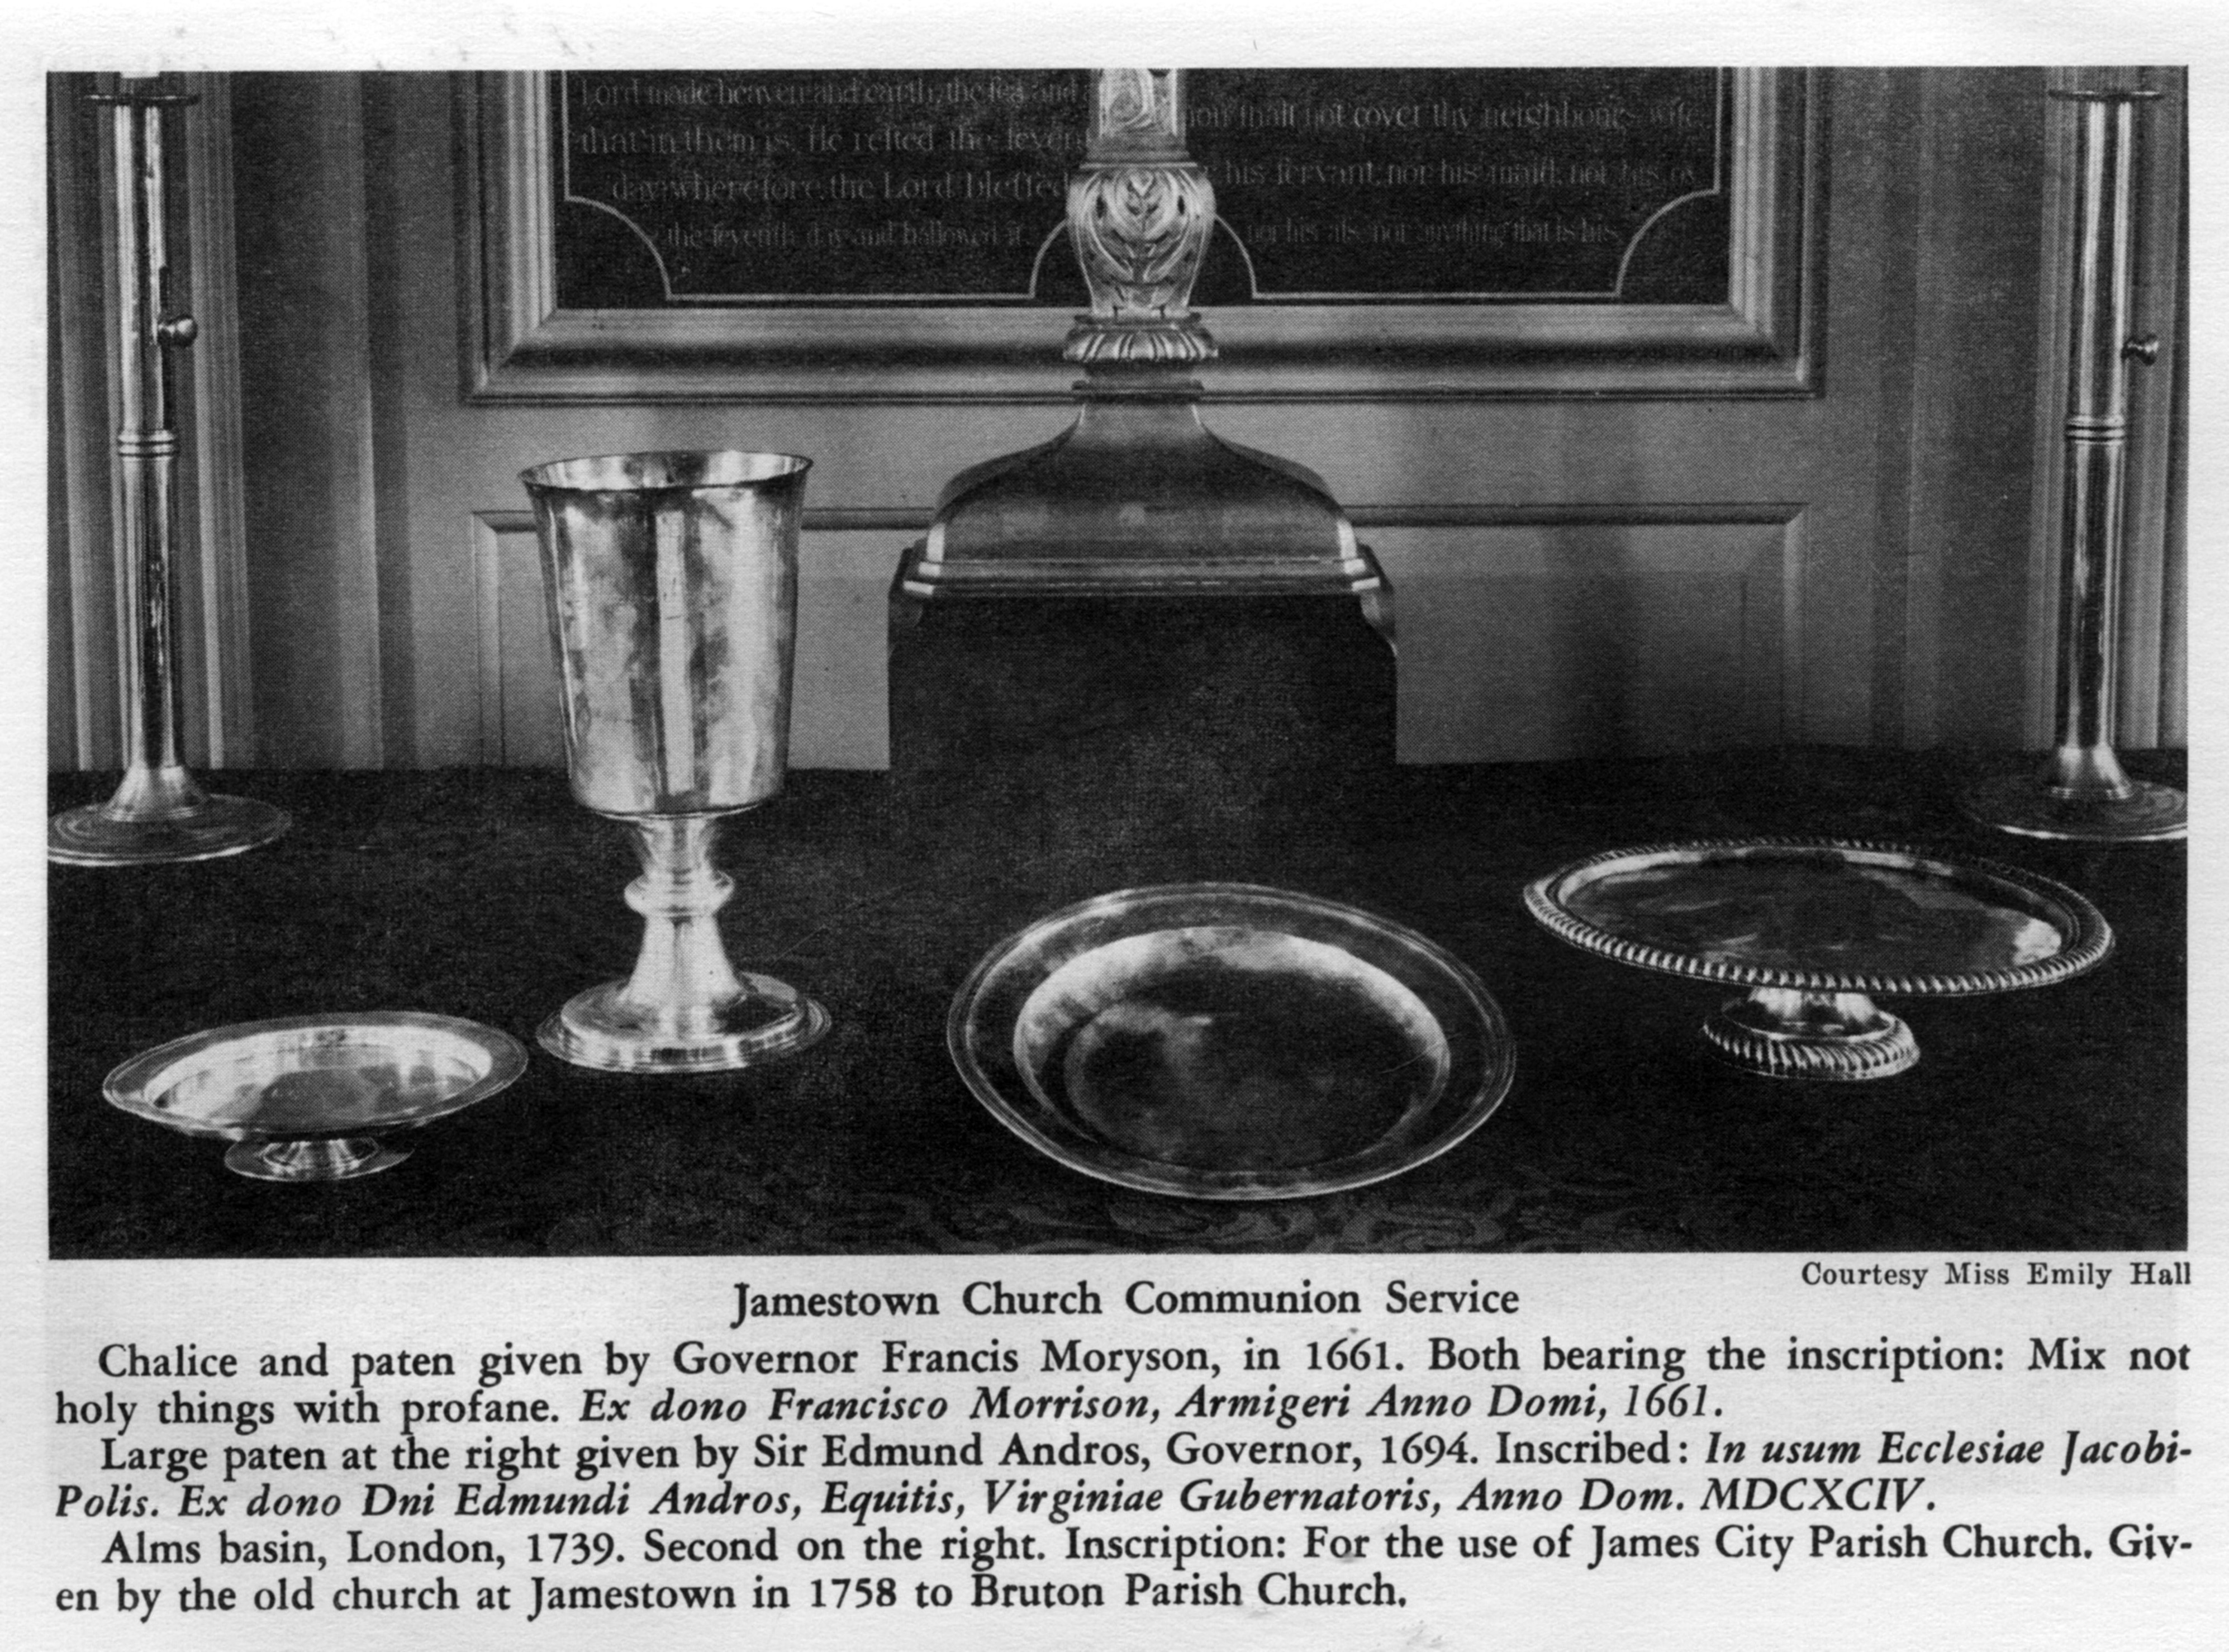 Lord made heaven and earth, the ſea and
that in them is. He reſted the ſeven
day: wherefore the Lord bleſſed
the ſeventh day and hallowed it.
ſhalt not covet thy neighbour's wife
his ſervant, nor his maid, nor his ox
nor his aſs, nor anything that is his
Courtesy Miss Emily Hall
Jamestown Church Communion Service
Chalice and paten given by Governor Francis Moryson, in 1661. Both bearing the inscription: Mix not
holy things with profane. Ex dono Francisco Morrison, Armigeri Anno Domi, 1661.
Large paten at the right given by Sir Edmund Andros, Governor, 1694. Inscribed: In usum Ecclesiae Jacobi-
Polis. Ex dono Dni Edmundi Andros, Equitis, Virginiae Gubernatoris, Anno Dom. MDCXCIV.
Alms basin, London, 1739. Second on the right. Inscription: For the use of James City Parish Church. Giv-
en by the old church at Jamestown in 1758 to Bruton Parish Church.